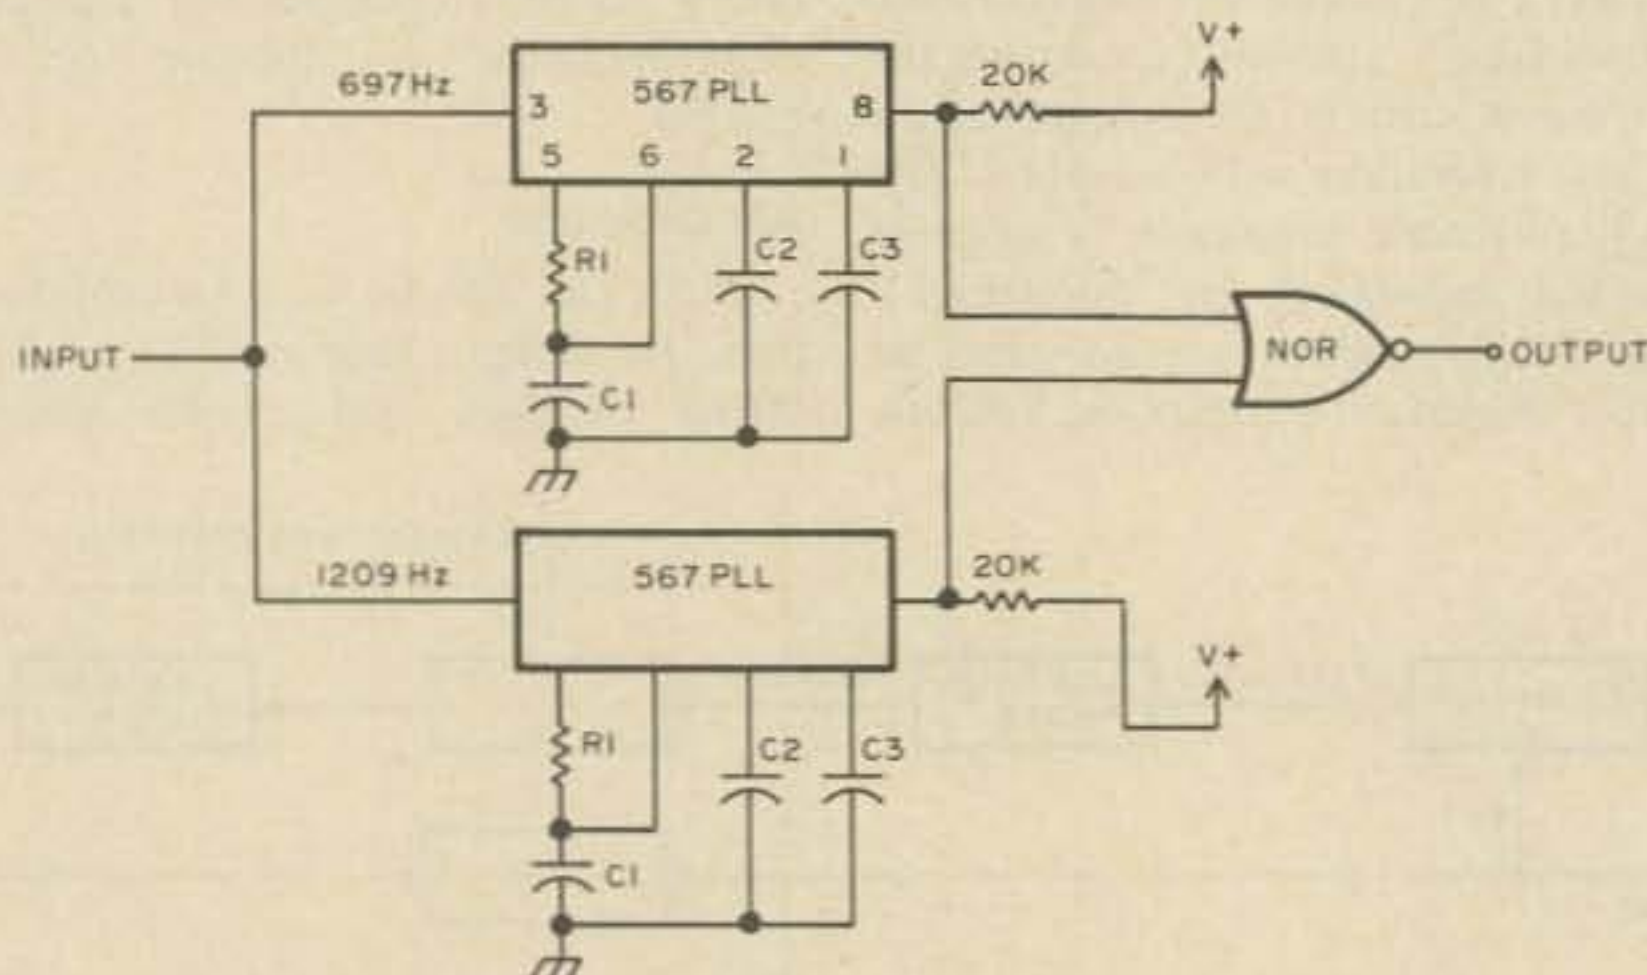 V+
697Hz
567 PLL
20K
3
8
5 6 2 1
R1
C2
C3
C1
INPUT
NOR
OUTPUT
1209 Hz
567 PLL
20K
V+
R1
C2
C3
C1